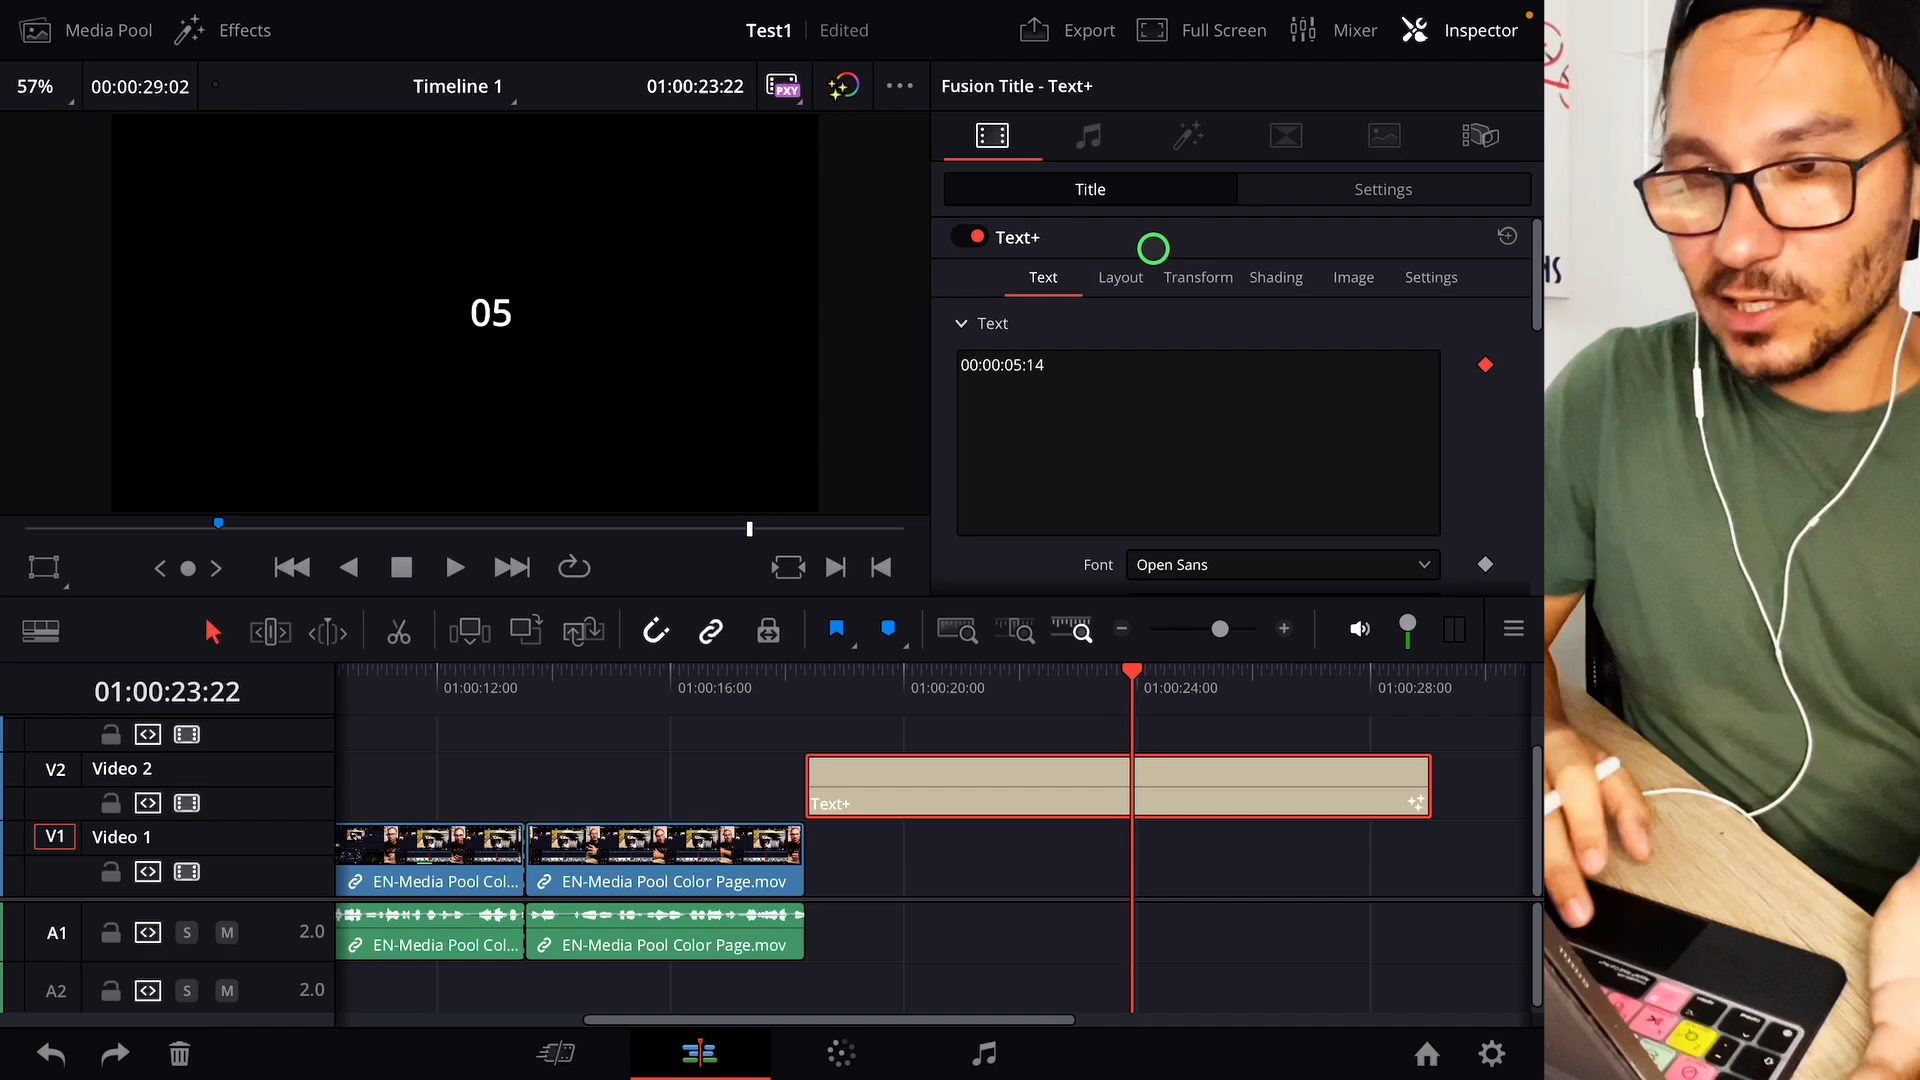 Media Pool
Effects
Test1
Edited
Export
Full Screen
Mixer
Inspector
57%
00:00:29:02
Timeline 1
01:00:23:22
PXY
Fusion Title - Text+
Title
Settings
Text+
Text
Layout
Transform
Shading
Image
Settings
Text
00:00:05:14
Font
Open Sans
05
01:00:23:22
01:00:12:00
01:00:16:00
01:00:20:00
01:00:24:00
01:00:28:00
V2
Video 2
Text+
V1
Video 1
EN-Media Pool Col...
EN-Media Pool Color Page.mov
A1
S
M
2.0
EN-Media Pool Col...
EN-Media Pool Color Page.mov
A2
S
M
2.0